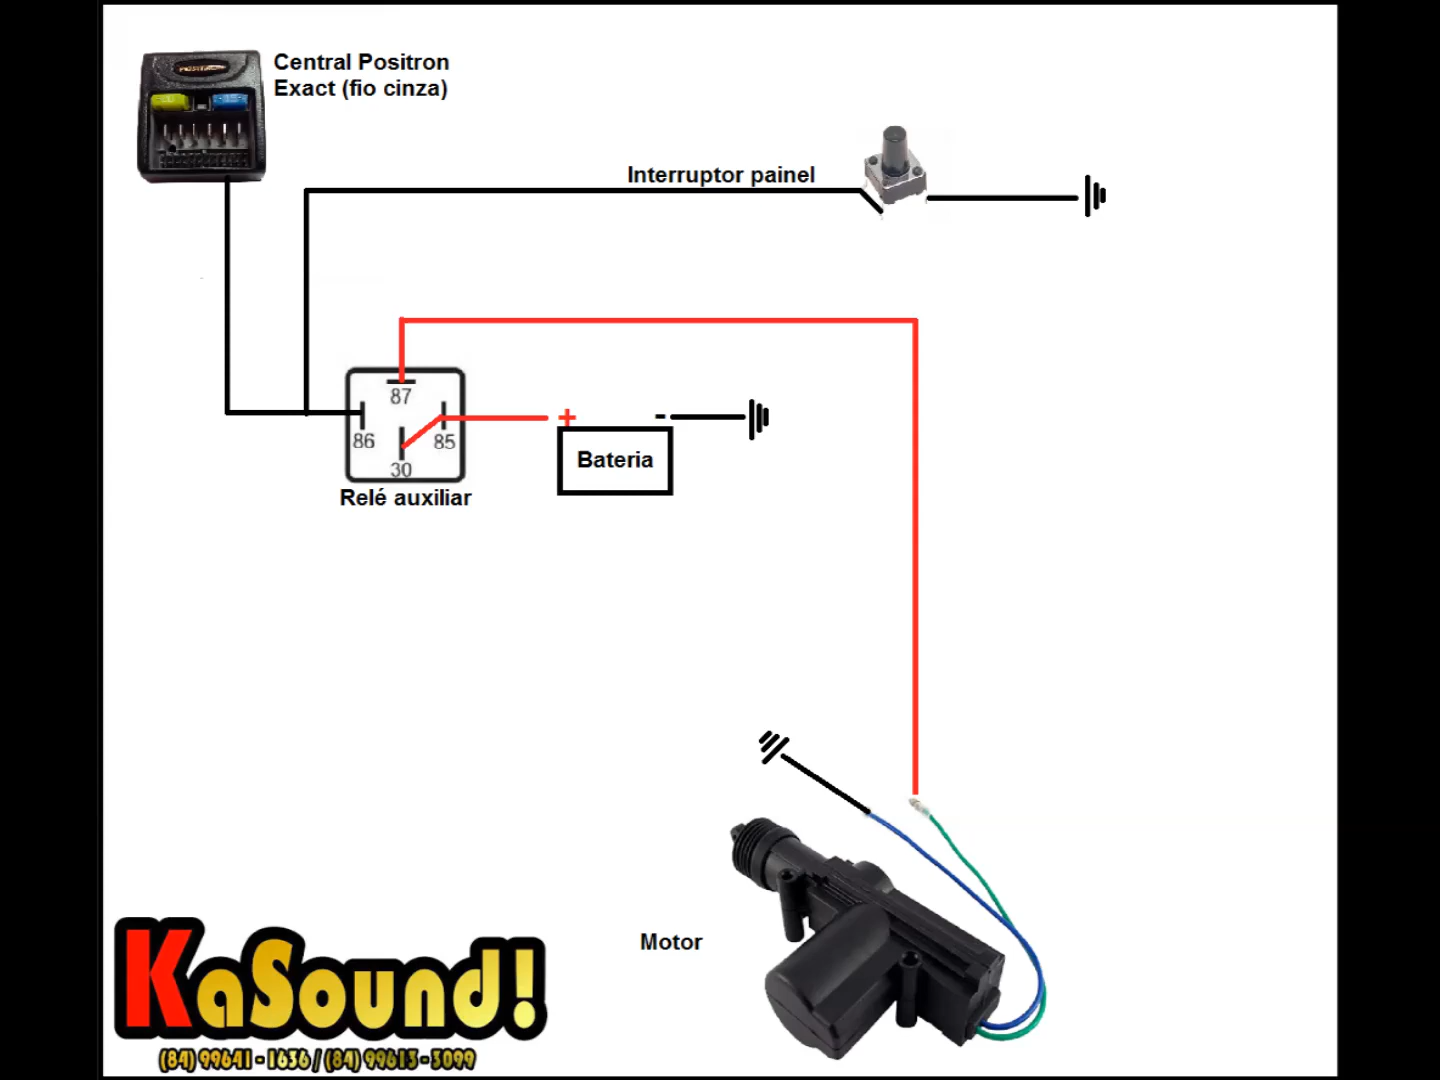 Central Positron
Exact (fio cinza)
Interruptor painel
87
86
85
30
+
-
Bateria
Relé auxiliar
Motor
KaSound!
(84) 99641 - 1636 / (84) 99613 - 3099